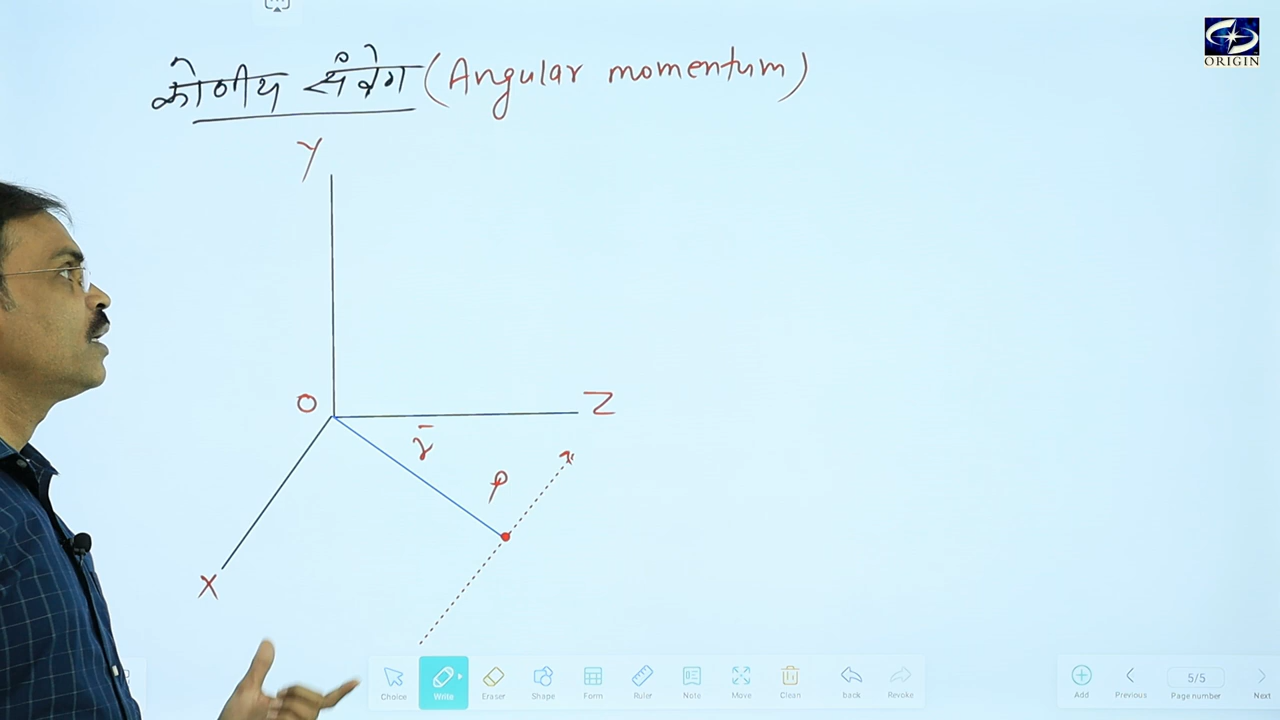 कोणीय संवेग (Angular momentum)
ORIGIN
Y
O
Z
r̄
P
X
Choice
Write
Eraser
Shape
Form
Ruler
Note
Move
Clean
back
Revoke
Add
Previous
5/5
Page number
Next